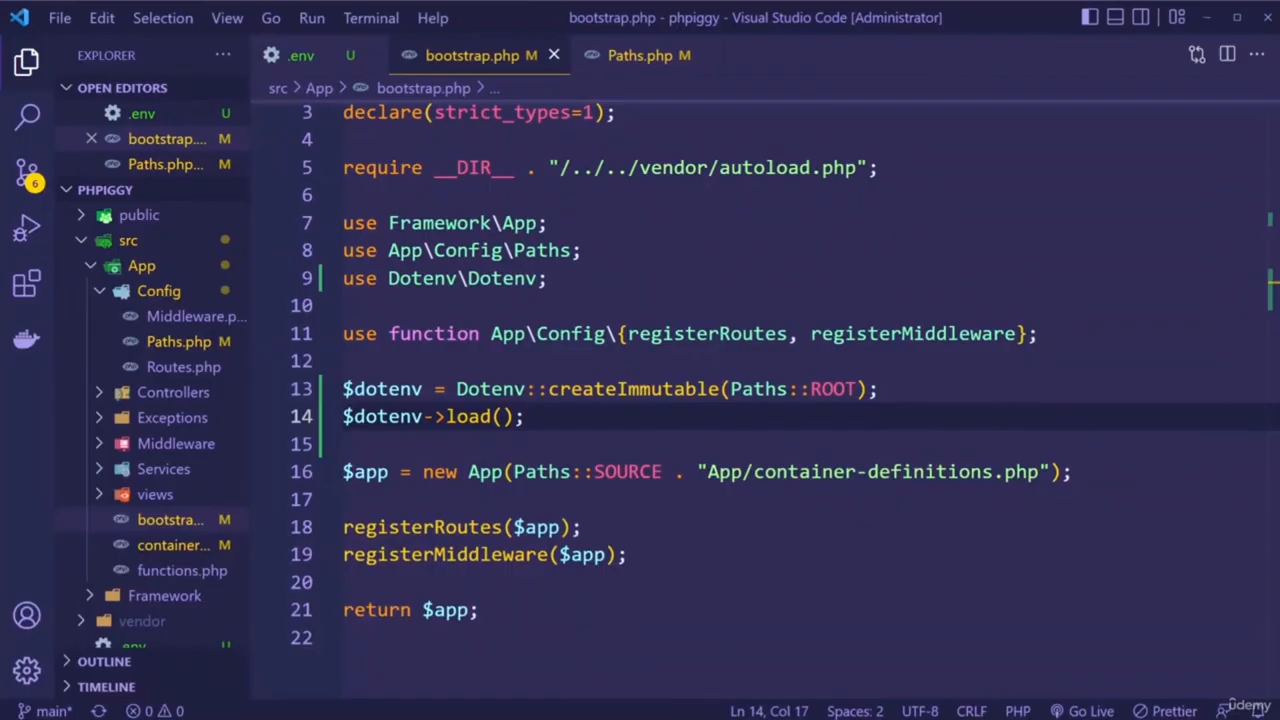 File Edit Selection View Go Run Terminal Help bootstrap.php - phpiggy - Visual Studio Code [Administrator]
EXPLORER ...
.env U bootstrap.php M Paths.php M
src > App > bootstrap.php > ...
OPEN EDITORS
.env U
bootstrap.... M
Paths.php... M
PHPIGGY
public
src
App
Config
Middleware.p...
Paths.php M
Routes.php
Controllers
Exceptions
Middleware
Services
views
bootstra... M
container... M
functions.php
Framework
vendor
.env U
OUTLINE
TIMELINE
6
3 declare(strict_types=1);
4
5 require __DIR__ . "/../../vendor/autoload.php";
6
7 use Framework\App;
8 use App\Config\Paths;
9 use Dotenv\Dotenv;
10
11 use function App\Config\{registerRoutes, registerMiddleware};
12
13 $dotenv = Dotenv::createImmutable(Paths::ROOT);
14 $dotenv->load();
15
16 $app = new App(Paths::SOURCE . "App/container-definitions.php");
17
18 registerRoutes($app);
19 registerMiddleware($app);
20
21 return $app;
22
main* 0 0 Ln 14, Col 17 Spaces: 2 UTF-8 CRLF PHP Go Live Prettier
ûdemy